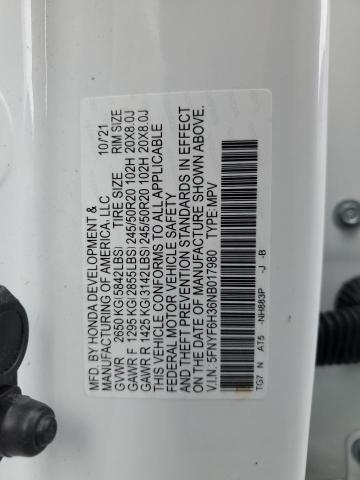 MFD. BY HONDA DEVELOPMENT & 10/21
MANUFACTURING OF AMERICA, LLC
GVWR 2650 KG(5842LBS) TIRE SIZE RIM SIZE
GAWR F 1295 KG(2855LBS) 245/50R20 102H 20X8.0J
GAWR R 1425 KG(3142LBS) 245/50R20 102H 20X8.0J
THIS VEHICLE CONFORMS TO ALL APPLICABLE
FEDERAL MOTOR VEHICLE SAFETY
AND THEFT PREVENTION STANDARDS IN EFFECT
ON THE DATE OF MANUFACTURE SHOWN ABOVE.
V.I.N.: 5FNYF6H36NB017980 TYPE:MPV
TG7 N AT5 -NH883P -J -B